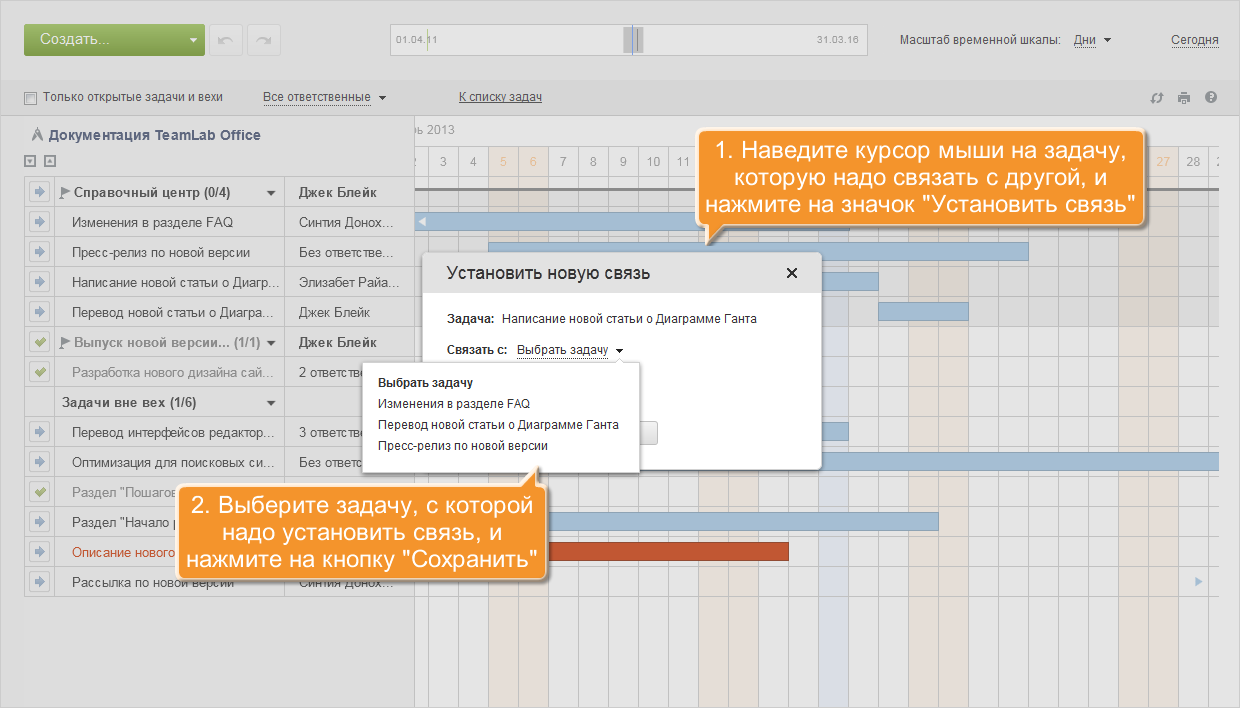 Создать...
01.04.11
31.03.16
Масштаб временной шкалы: Дни
Сегодня
Только открытые задачи и вехи
Все ответственные
К списку задач
Документация TeamLab Office
2013
3 4 5 6 7 8 9 10 11 27 28
1. Наведите курсор мыши на задачу,
которую надо связать с другой, и
нажмите на значок "Установить связь"
Справочный центр (0/4) Джек Блейк
Изменения в разделе FAQ Синтия Донох...
Пресс-релиз по новой версии Без ответстве...
Написание новой статьи о Диагр... Элизабет Райа...
Перевод новой статьи о Диагра... Джек Блейк
Выпуск новой версии... (1/1) Джек Блейк
Разработка нового дизайна сай... 2 ответстве
Задачи вне вех (1/6)
Перевод интерфейсов редактор... 3 ответстве
Оптимизация для поисковых си... Без ответс
Раздел "Пошагов
Раздел "Начало р
Описание нового
Рассылка по новой версии Синтия Донох...
Установить новую связь
Задача: Написание новой статьи о Диаграмме Ганта
Связать с: Выбрать задачу
Выбрать задачу
Изменения в разделе FAQ
Перевод новой статьи о Диаграмме Ганта
Пресс-релиз по новой версии
2. Выберите задачу, с которой
надо установить связь, и
нажмите на кнопку "Сохранить"